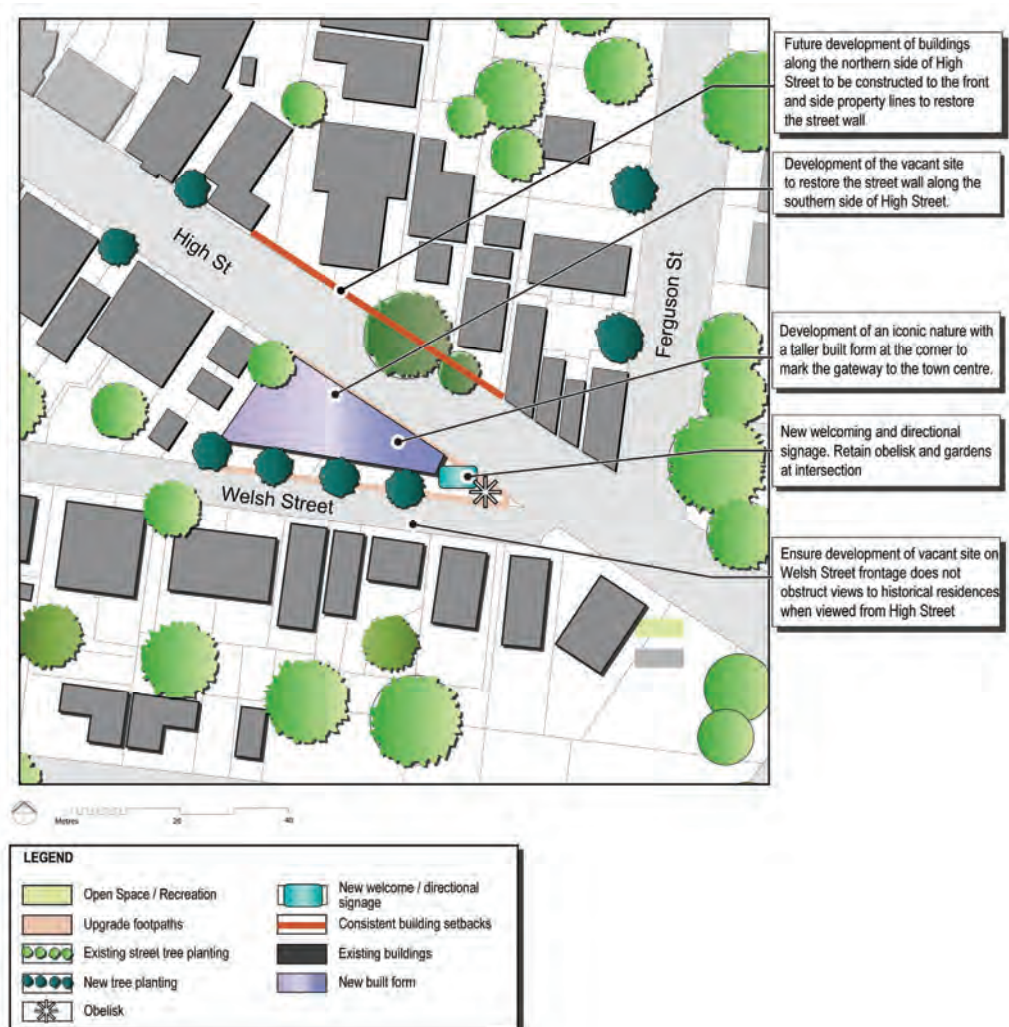 Future development of buildings
along the northern side of High
Street to be constructed to the front
and side property lines to restore
the street wall
Development of the vacant site
to restore the street wall along the
southern side of High Street.
Development of an iconic nature with
a taller built form at the corner to
mark the gateway to the town centre.
New welcoming and directional
signage. Retain obelisk and gardens
at intersection
Ensure development of vacant site on
Welsh Street frontage does not
obstruct views to historical residences
when viewed from High Street
High St
Ferguson St
Welsh Street
Metres 20 40
LEGEND
Open Space / Recreation
Upgrade footpaths
Existing street tree planting
New tree planting
Obelisk
New welcome / directional
signage
Consistent building setbacks
Existing buildings
New built form